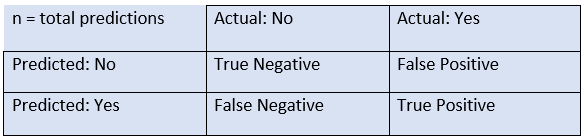 n = total predictions Actual: No Actual: Yes
Predicted: No True Negative False Positive
Predicted: Yes False Negative True Positive